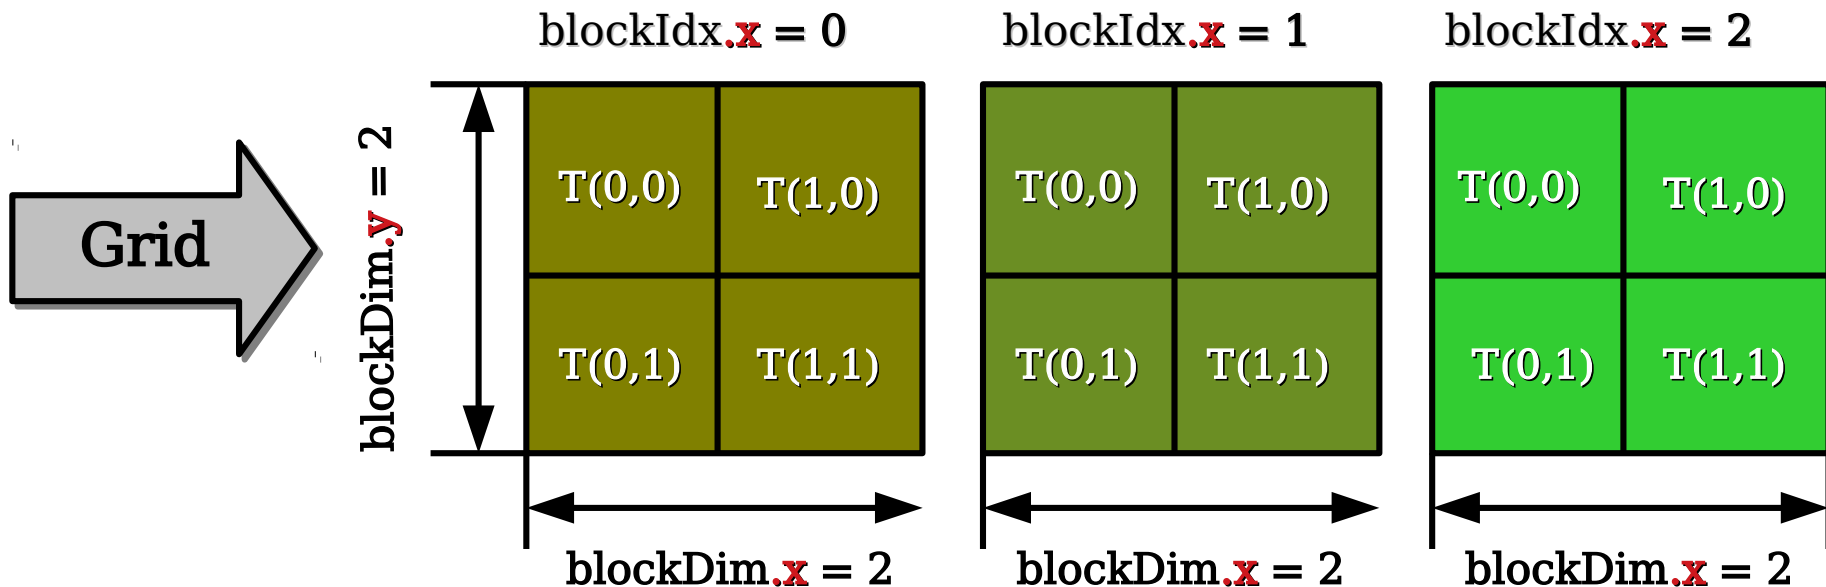 blockIdx.x = 0
blockIdx.x = 1
blockIdx.x = 2
Grid
blockDim.y = 2
T(0,0) T(1,0)
T(0,1) T(1,1)
T(0,0) T(1,0)
T(0,1) T(1,1)
T(0,0) T(1,0)
T(0,1) T(1,1)
blockDim.x = 2
blockDim.x = 2
blockDim.x = 2